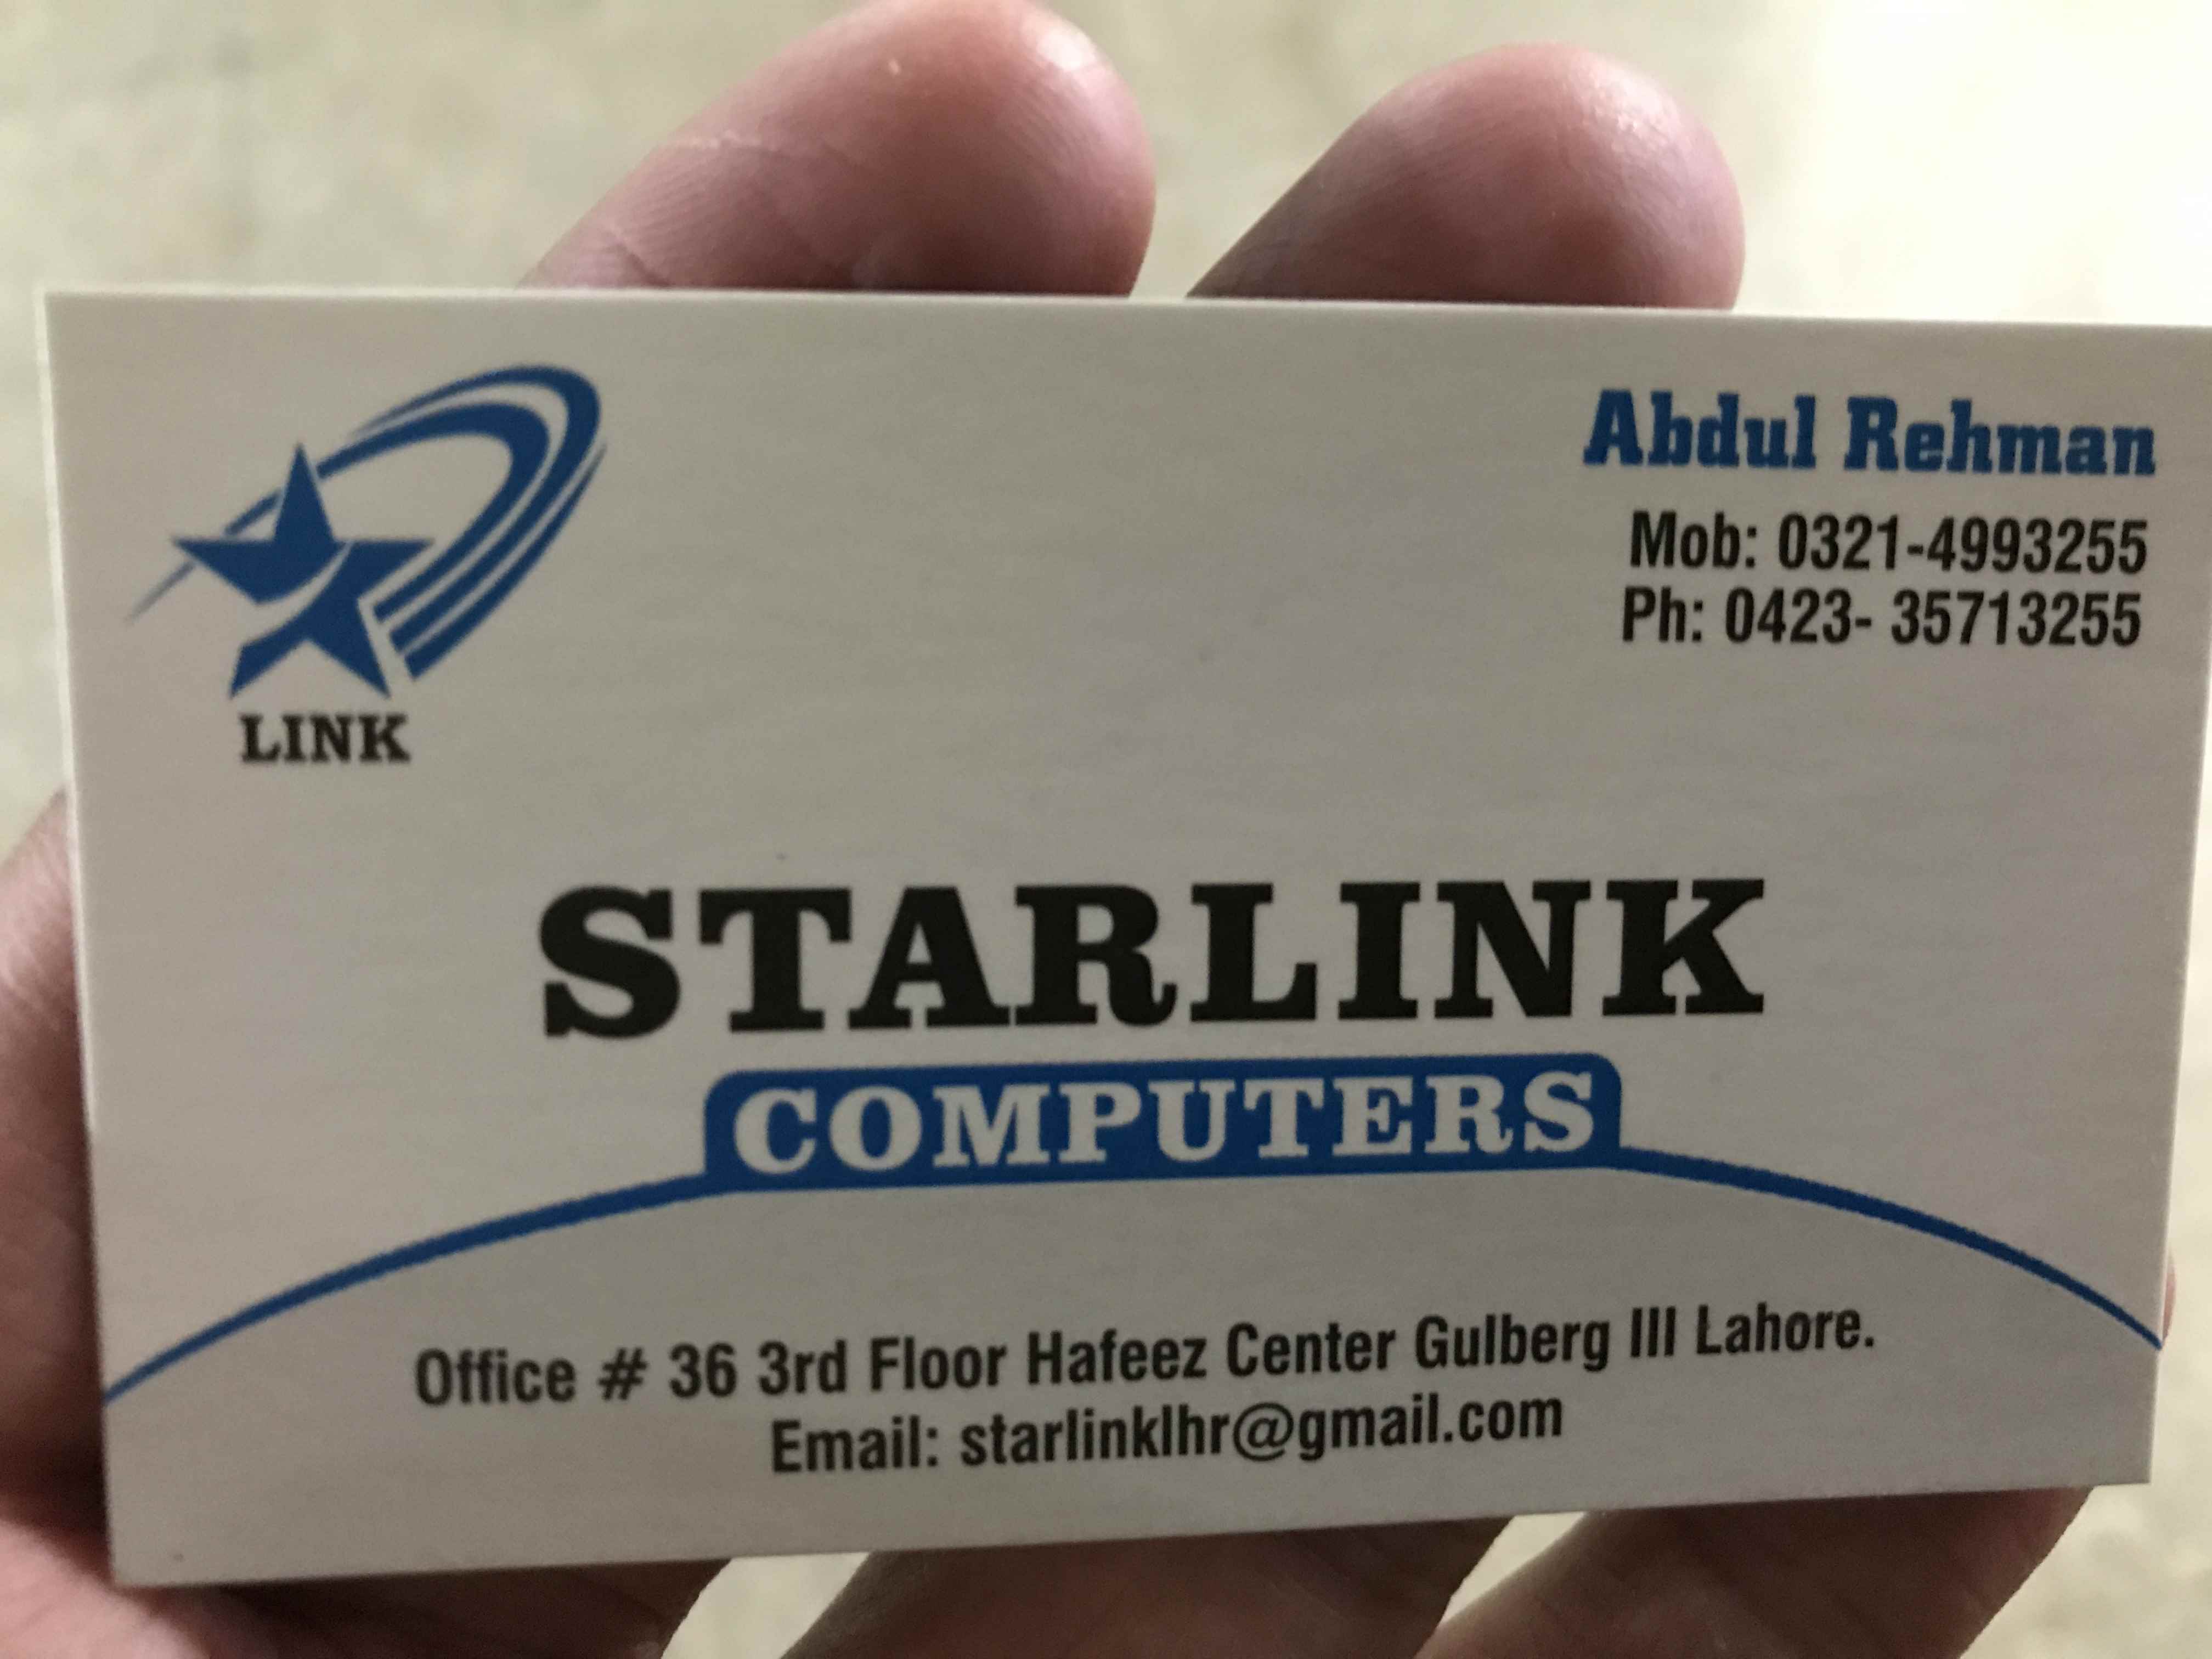 Abdul Rehman
Mob: 0321-4993255
Ph: 0423- 35713255
LINK
STARLINK
COMPUTERS
Office # 36 3rd Floor Hafeez Center Gulberg III Lahore.
Email: starlinklhr@gmail.com